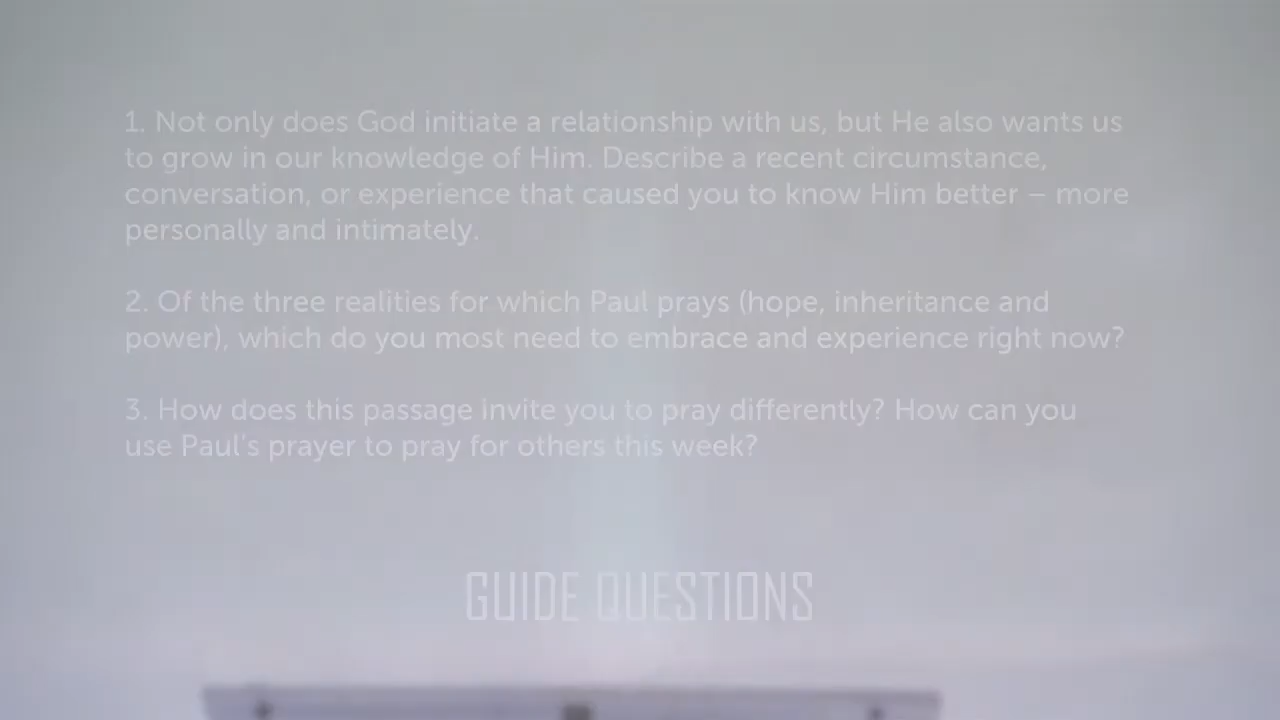 1. Not only does God initiate a relationship with us, but He also wants us
to grow in our knowledge of Him. Describe a recent circumstance,
conversation, or experience that caused you to know Him better – more
personally and intimately.
2. Of the three realities for which Paul prays (hope, inheritance and
power), which do you most need to embrace and experience right now?
3. How does this passage invite you to pray differently? How can you
use Paul's prayer to pray for others this week?
GUIDE QUESTIONS